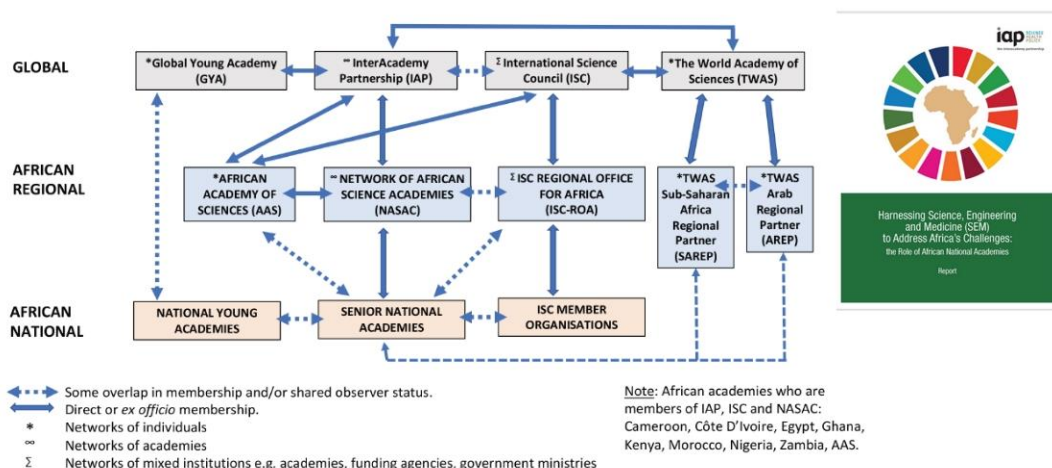 GLOBAL
*Global Young Academy
(GYA)
∞ InterAcademy
Partnership (IAP)
Σ International Science
Council (ISC)
*The World Academy of
Sciences (TWAS)
AFRICAN
REGIONAL
*AFRICAN
ACADEMY OF
SCIENCES (AAS)
∞ NETWORK OF AFRICAN
SCIENCE ACADEMIES
(NASAC)
Σ ISC REGIONAL OFFICE
FOR AFRICA
(ISC-ROA)
*TWAS
Sub-Saharan
Africa
Regional
Partner
(SAREP)
*TWAS
Arab
Regional
Partner
(AREP)
AFRICAN
NATIONAL
NATIONAL YOUNG
ACADEMIES
SENIOR NATIONAL
ACADEMIES
ISC MEMBER
ORGANISATIONS
Some overlap in membership and/or shared observer status.
Direct or ex officio membership.
* Networks of individuals
∞ Networks of academies
Σ Networks of mixed institutions e.g. academies, funding agencies, government ministries
Note: African academies who are
members of IAP, ISC and NASAC:
Cameroon, Côte D'Ivoire, Egypt, Ghana,
Kenya, Morocco, Nigeria, Zambia, AAS.
iap SCIENCE
HEALTH
POLICY
Harnessing Science, Engineering
and Medicine (SEM)
to Address Africa's Challenges:
the Role of African National Academies
Report